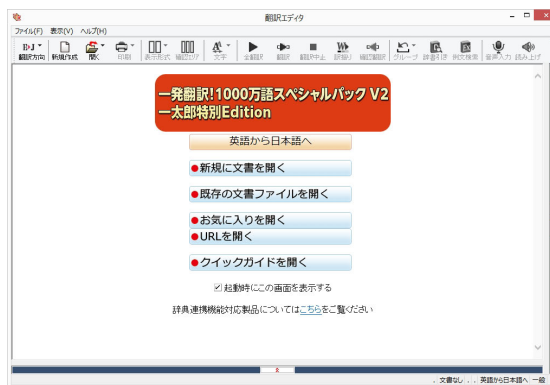 翻訳エディタ
ファイル(F) 表示(V) ヘルプ(H)
E▸J
翻訳方向 新規作成 開く 印刷 表示形式 確認エリア 文字 全翻訳 翻訳 翻訳中止 訳振り 確認翻訳 グループ 辞書引き 例文検索 音声入力 読み上げ
一発翻訳!1000万語スペシャルパック V2
一太郎特別Edition
英語から日本語へ
新規に文書を開く
既存の文書ファイルを開く
お気に入りを開く
URLを開く
クイックガイドを開く
起動時にこの画面を表示する
辞典連携機能対応製品についてはこちらをご覧ください
文書なし 英語から日本語へ 一般